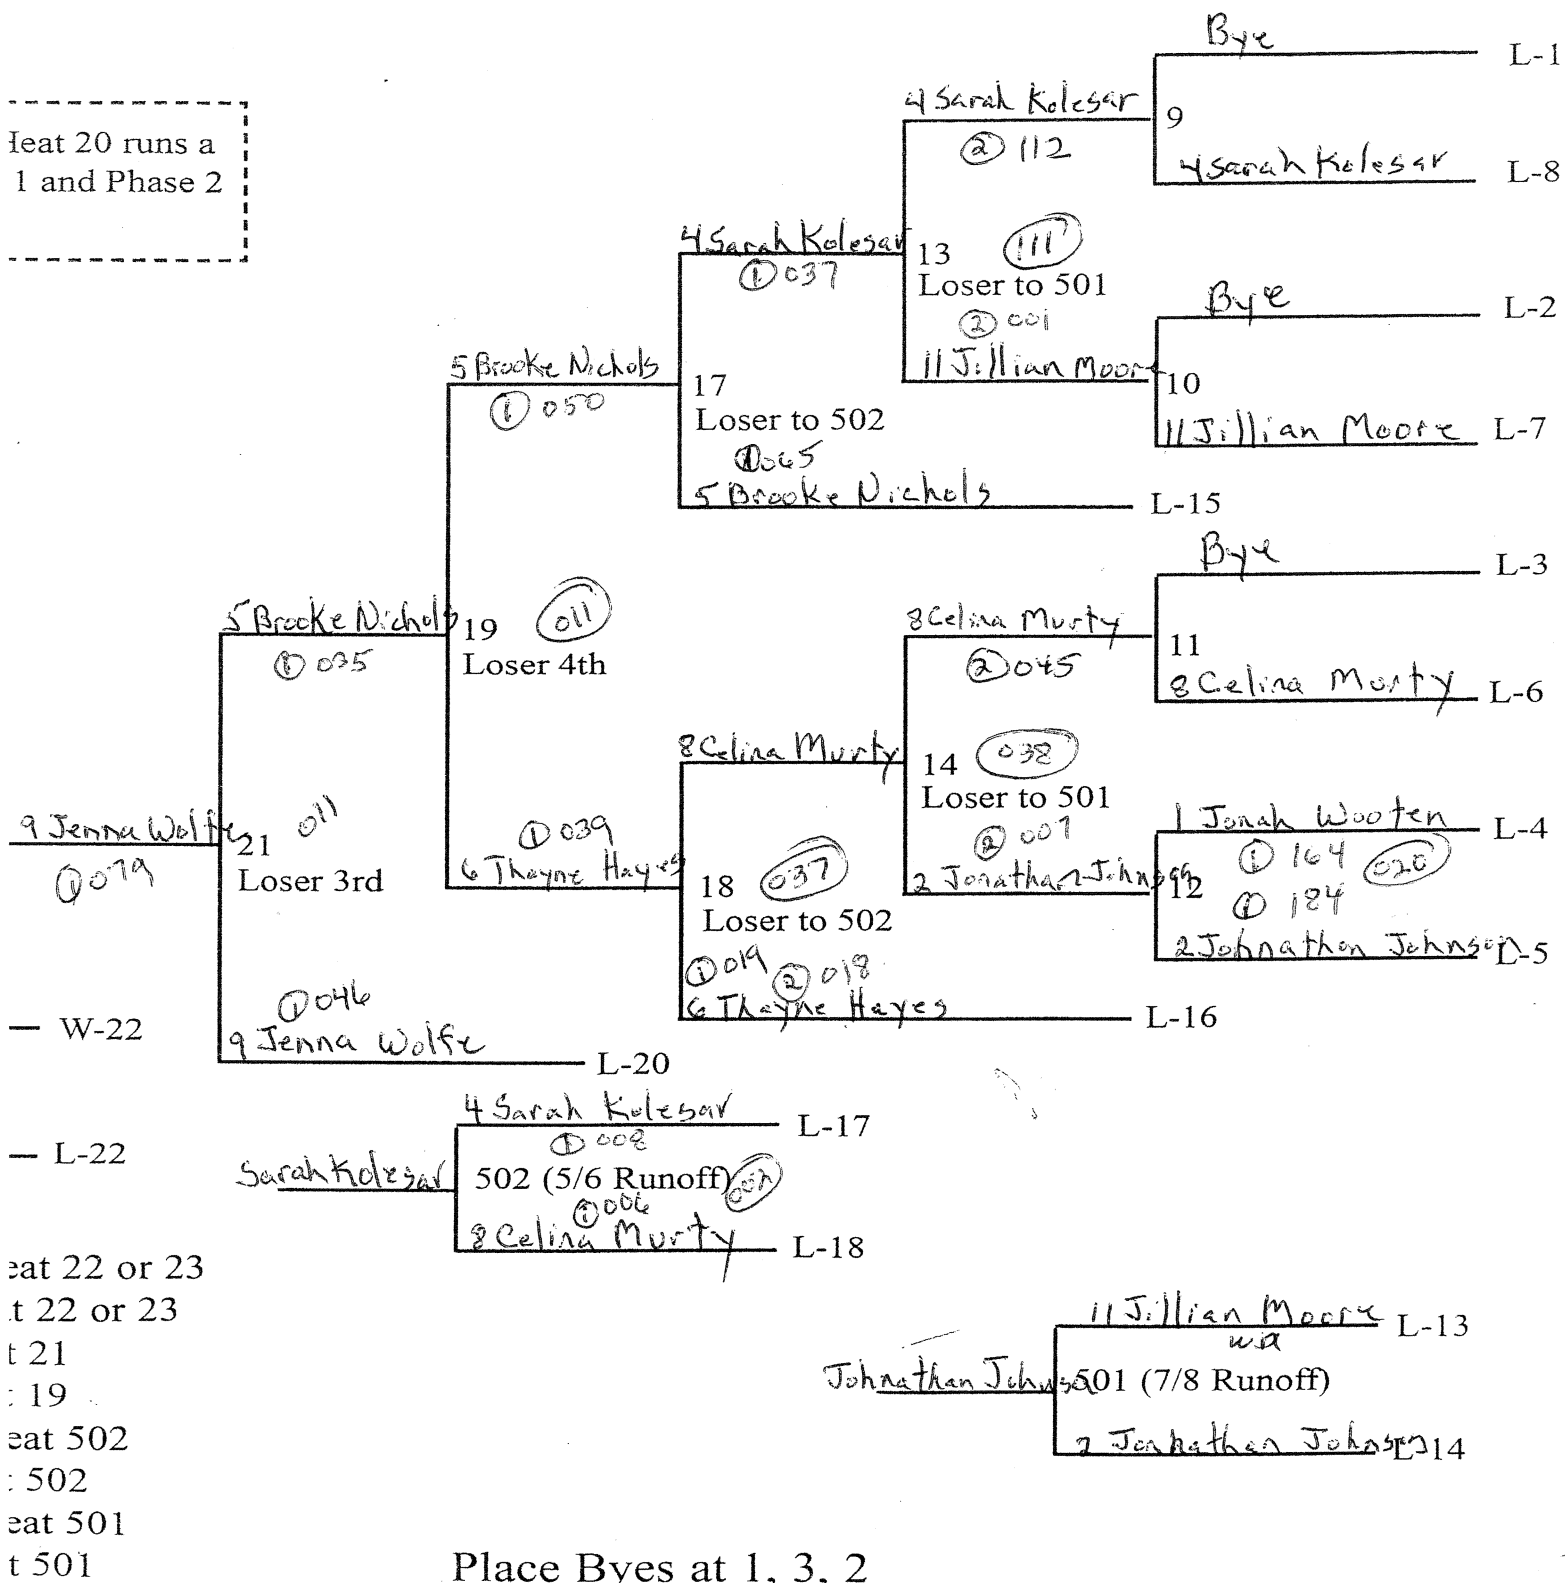 Bye
L-1
4 Sarah Kolesar
9
② 112
4 Sarah Kolesar
L-8
Heat 20 runs a
1 and Phase 2
4 Sarah Kolesar
① 037
13
111
Loser to 501
② 001
Bye
L-2
11 Jillian Moore
10
11 Jillian Moore
L-7
5 Brooke Nichols
① 050
17
Loser to 502
① 065
5 Brooke Nichols
L-15
Bye
L-3
8 Celina Murty
② 045
11
8 Celina Murty
L-6
5 Brooke Nichols
① 035
19
011
Loser 4th
8 Celina Murty
14
038
Loser to 501
② 007
2 Jonathan Johnson
1 Jonah Wooten
L-4
① 164
020
12
① 184
2 Johnathon Johnson
L-5
9 Jenna Wolfe
① 079
21
011
Loser 3rd
① 039
6 Thayne Hayes
18
037
Loser to 502
① 019
② 018
6 Thayne Hayes
L-16
① 046
W-22
9 Jenna Wolfe
L-20
4 Sarah Kolesar
L-17
① 008
L-22
Sarah Kolesar
502 (5/6 Runoff)
002
① 006
8 Celina Murty
L-18
eat 22 or 23
t 22 or 23
t 21
: 19
eat 502
: 502
eat 501
t 501
11 Jillian Moore
L-13
Johnathan Johnson
501 (7/8 Runoff)
2 Jonhathan Johnson
L-14
Place Byes at 1, 3, 2